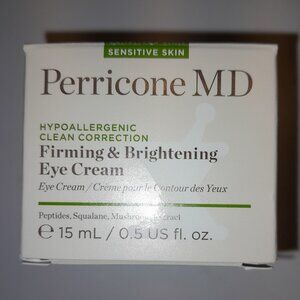 SENSITIVE SKIN
Perricone MD
HYPOALLERGENIC
CLEAN CORRECTION
Firming & Brightening
Eye Cream
Eye Cream / Crème pour le Contour des Yeux
Peptides, Squalane, Mushroom Extract
℮ 15 mL / 0.5 US fl. oz.